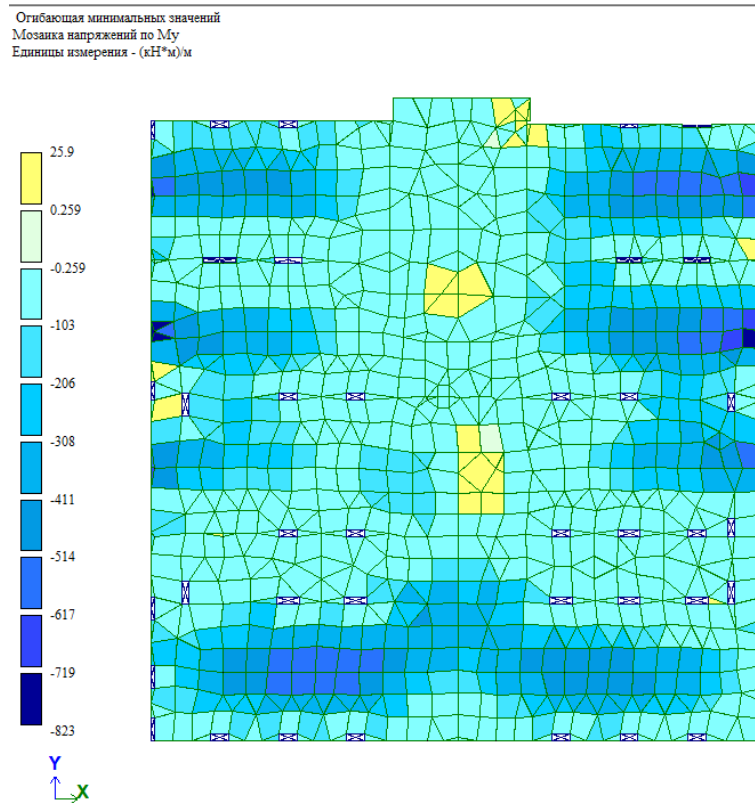 Огибающая минимальных значений
Мозаика напряжений по My
Единицы измерения - (кН*м)/м
25.9
0.259
-0.259
-103
-206
-308
-411
-514
-617
-719
-823
Y
X